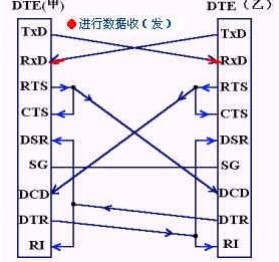 DTE(甲)
DTE（乙）
●进行数据收（发）
TxD
TxD
RxD
RxD
RTS
RTS
CTS
CTS
DSR
DSR
SG
SG
DCD
DCD
DTR
DTR
RI
RI